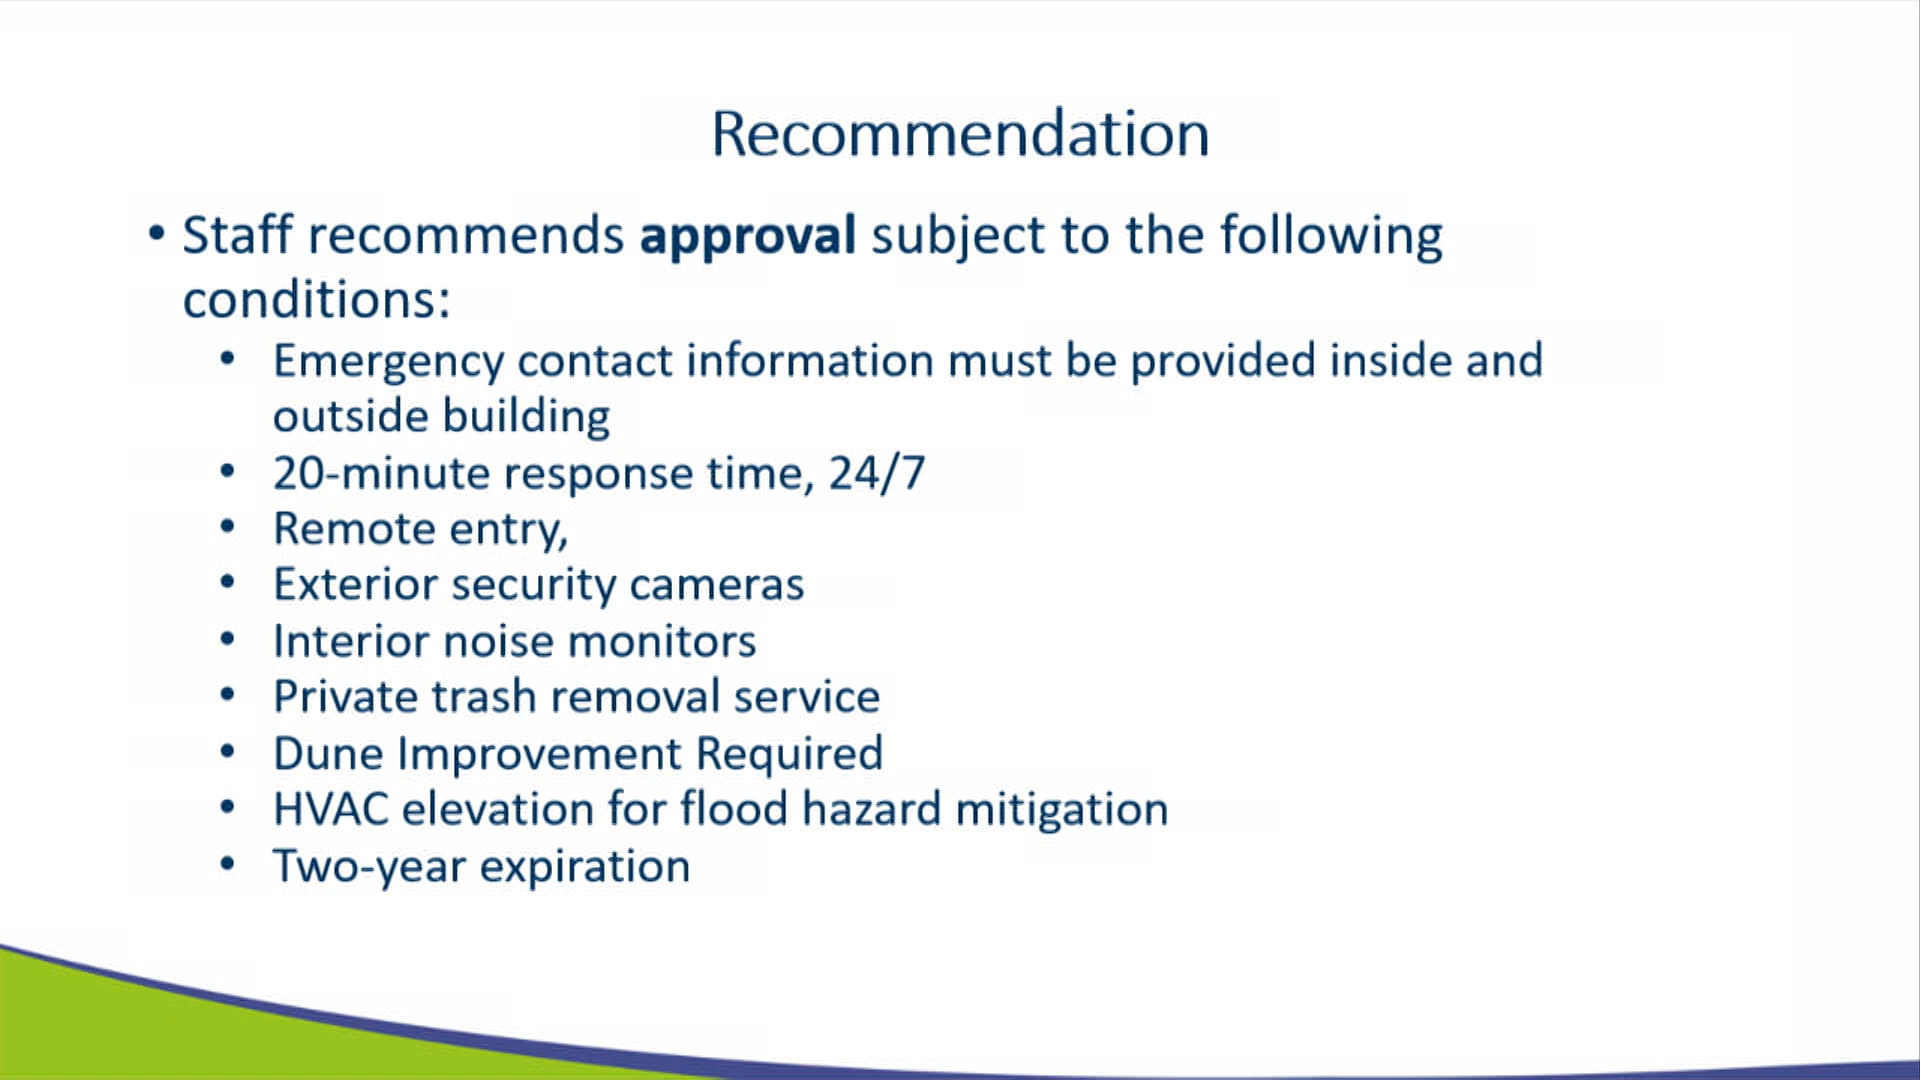 Recommendation
• Staff recommends approval subject to the following
conditions:
• Emergency contact information must be provided inside and
outside building
• 20-minute response time, 24/7
• Remote entry,
• Exterior security cameras
• Interior noise monitors
• Private trash removal service
• Dune Improvement Required
• HVAC elevation for flood hazard mitigation
• Two-year expiration